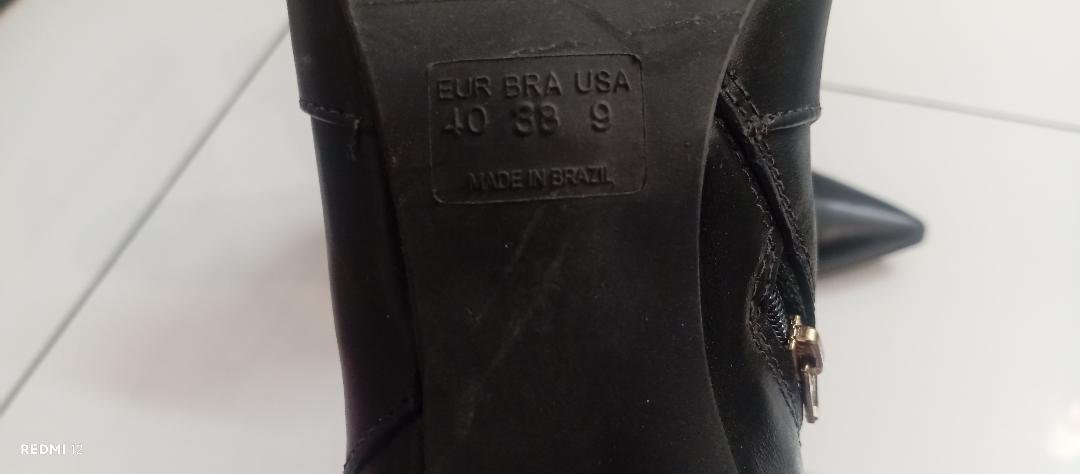 EUR BRA USA
40 38 9
MADE IN BRAZIL
REDMI 12